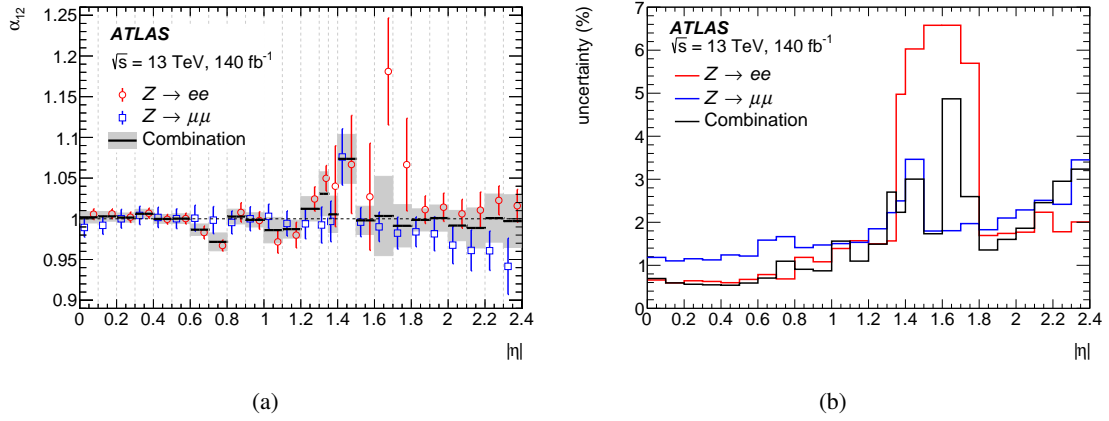 α₁₂
1.25
1.2
1.15
1.1
1.05
1
0.95
0.9
ATLAS
√s = 13 TeV, 140 fb⁻¹
Z → ee
Z → μμ
Combination
0 0.2 0.4 0.6 0.8 1 1.2 1.4 1.6 1.8 2 2.2 2.4
|η|
(a)
uncertainty (%)
7
6
5
4
3
2
1
0
ATLAS
√s = 13 TeV, 140 fb⁻¹
Z → ee
Z → μμ
Combination
0 0.2 0.4 0.6 0.8 1 1.2 1.4 1.6 1.8 2 2.2 2.4
|η|
(b)